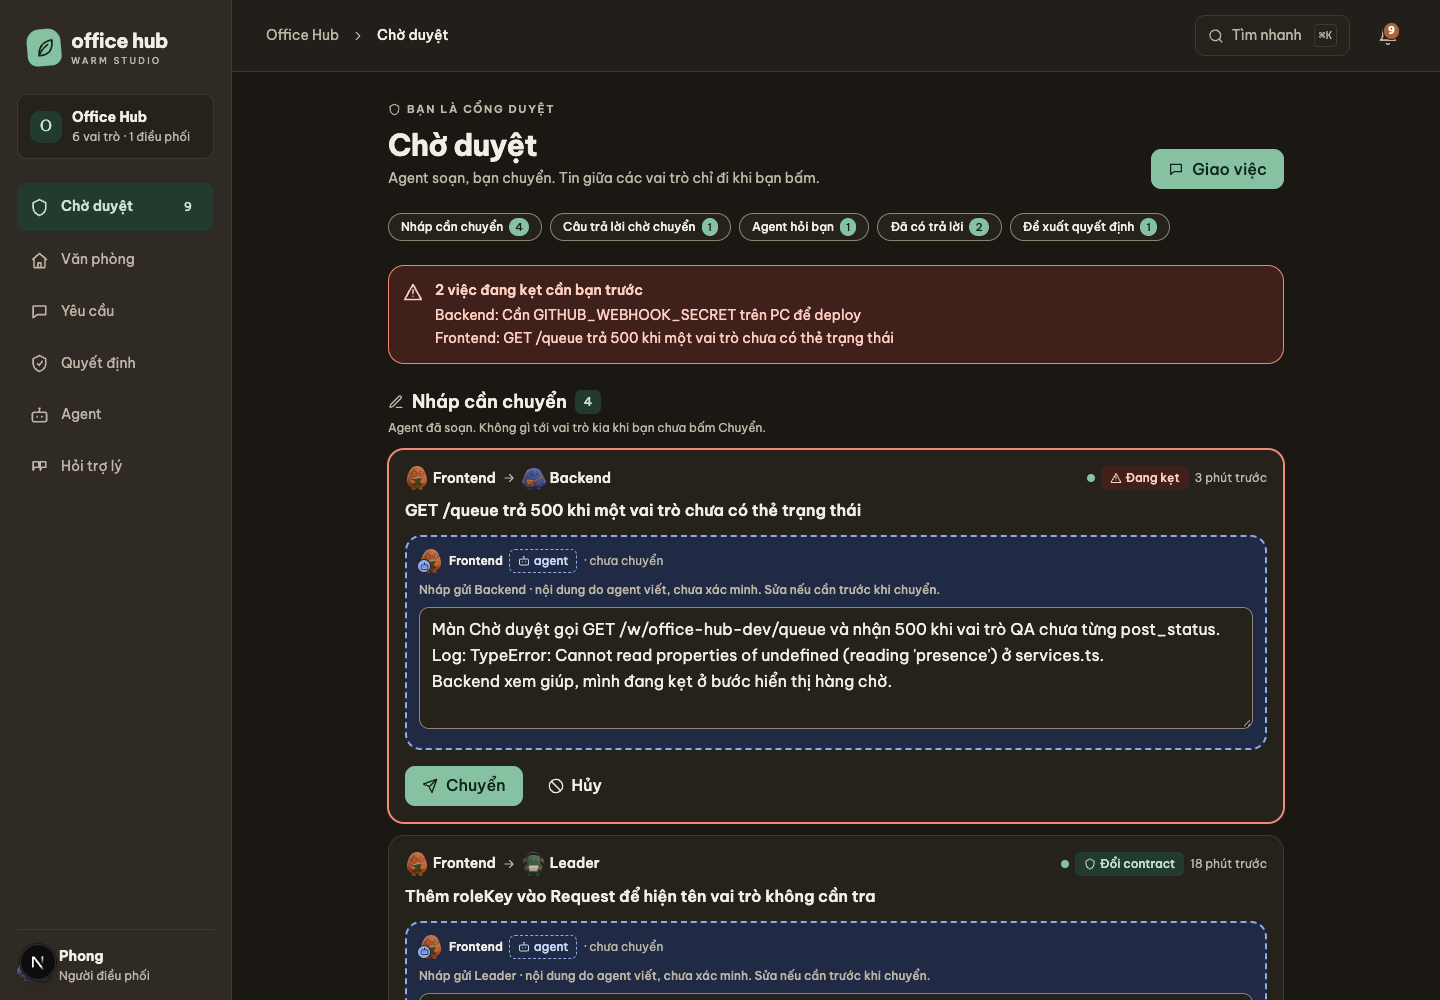 office hub
WARM STUDIO
O
Office Hub
6 vai trò · 1 điều phối
Chờ duyệt 9
Văn phòng
Yêu cầu
Quyết định
Agent
Hỏi trợ lý
N
Phong
Người điều phối
Office Hub > Chờ duyệt
Tìm nhanh ⌘K
9
BẠN LÀ CỔNG DUYỆT
Chờ duyệt
Agent soạn, bạn chuyển. Tin giữa các vai trò chỉ đi khi bạn bấm.
Giao việc
Nháp cần chuyển 4 Câu trả lời chờ chuyển 1 Agent hỏi bạn 1 Đã có trả lời 2 Đề xuất quyết định 1
2 việc đang kẹt cần bạn trước
Backend: Cần GITHUB_WEBHOOK_SECRET trên PC để deploy
Frontend: GET /queue trả 500 khi một vai trò chưa có thẻ trạng thái
Nháp cần chuyển 4
Agent đã soạn. Không gì tới vai trò kia khi bạn chưa bấm Chuyển.
Frontend → Backend Đang kẹt 3 phút trước
GET /queue trả 500 khi một vai trò chưa có thẻ trạng thái
Frontend agent · chưa chuyển
Nháp gửi Backend · nội dung do agent viết, chưa xác minh. Sửa nếu cần trước khi chuyển.
Màn Chờ duyệt gọi GET /w/office-hub-dev/queue và nhận 500 khi vai trò QA chưa từng post_status.
Log: TypeError: Cannot read properties of undefined (reading 'presence') ở services.ts.
Backend xem giúp, mình đang kẹt ở bước hiển thị hàng chờ.
Chuyển Hủy
Frontend → Leader Đổi contract 18 phút trước
Thêm roleKey vào Request để hiện tên vai trò không cần tra
Frontend agent · chưa chuyển
Nháp gửi Leader · nội dung do agent viết, chưa xác minh. Sửa nếu cần trước khi chuyển.